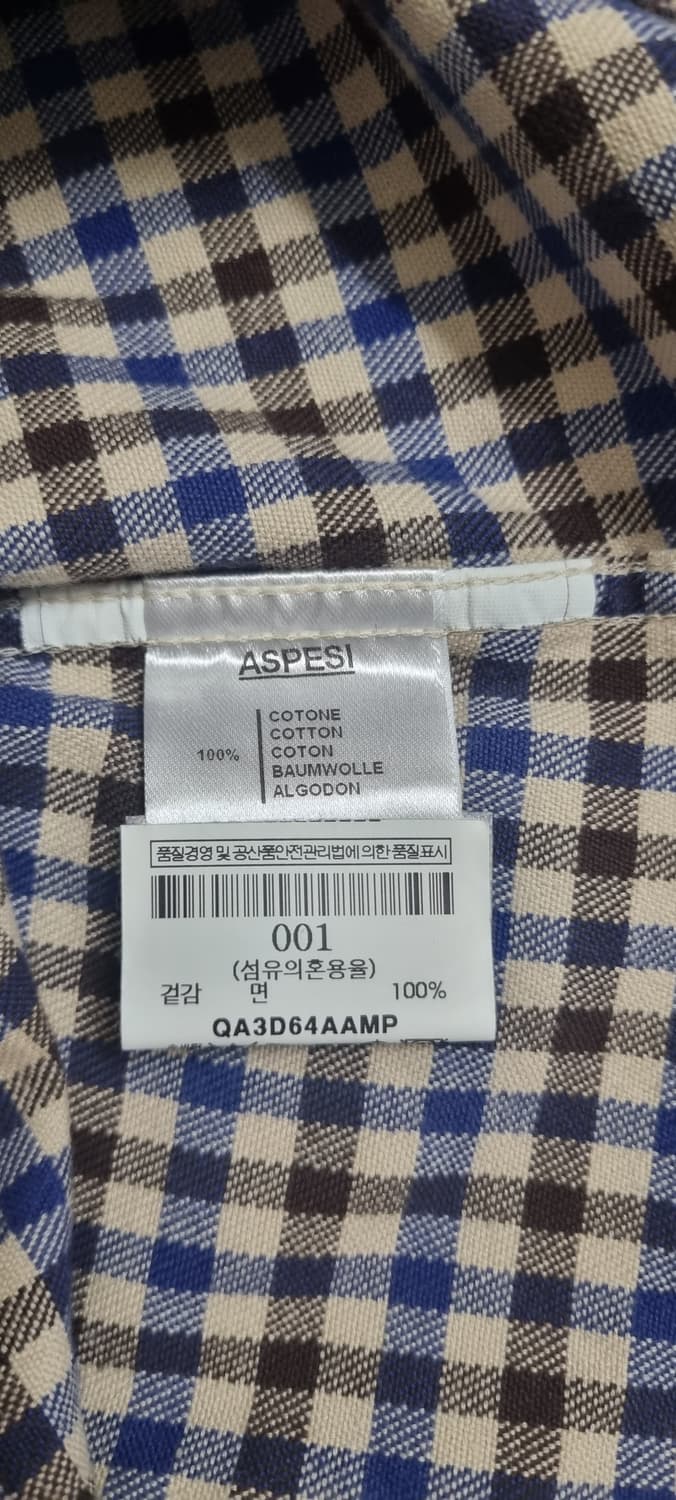 ASPESI
100%
COTONE
COTTON
COTON
BAUMWOLLE
ALGODON
품질경영 및 공산품안전관리법에 의한 품질표시
001
(섬유의혼용율)
겉감 면 100%
QA3D64AAMP